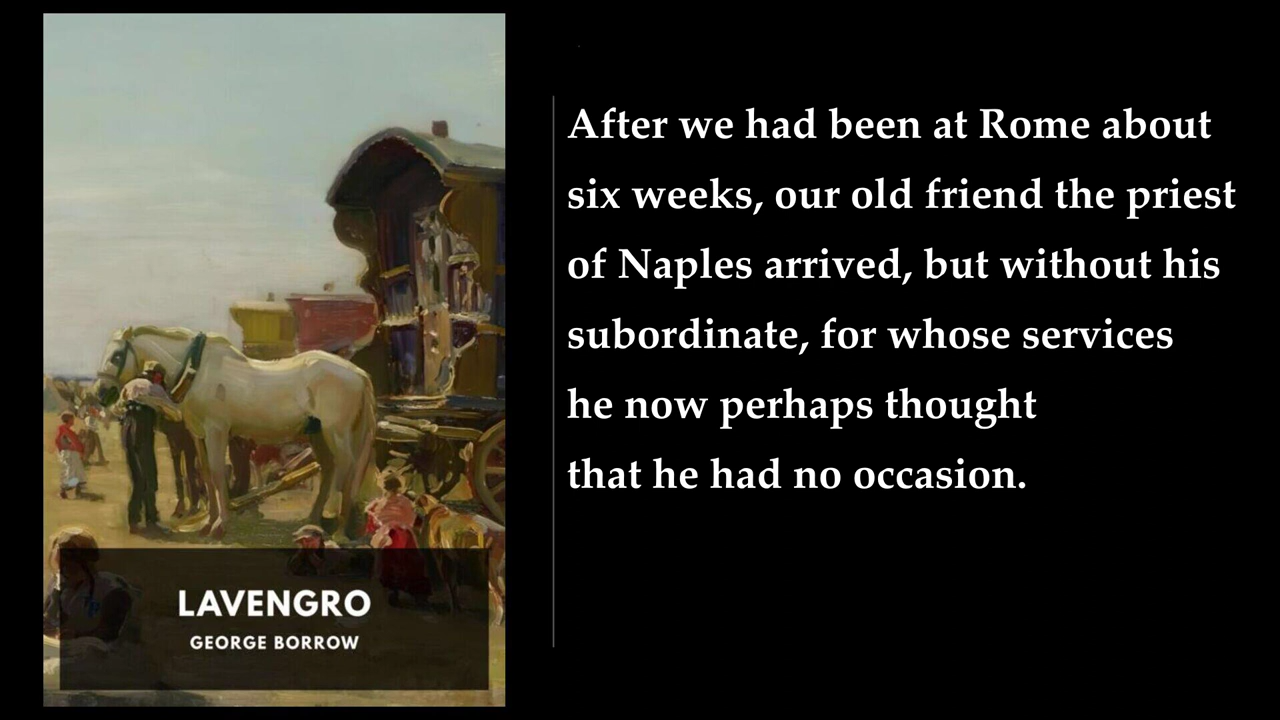 LAVENGRO
GEORGE BORROW
After we had been at Rome about
six weeks, our old friend the priest
of Naples arrived, but without his
subordinate, for whose services
he now perhaps thought
that he had no occasion.